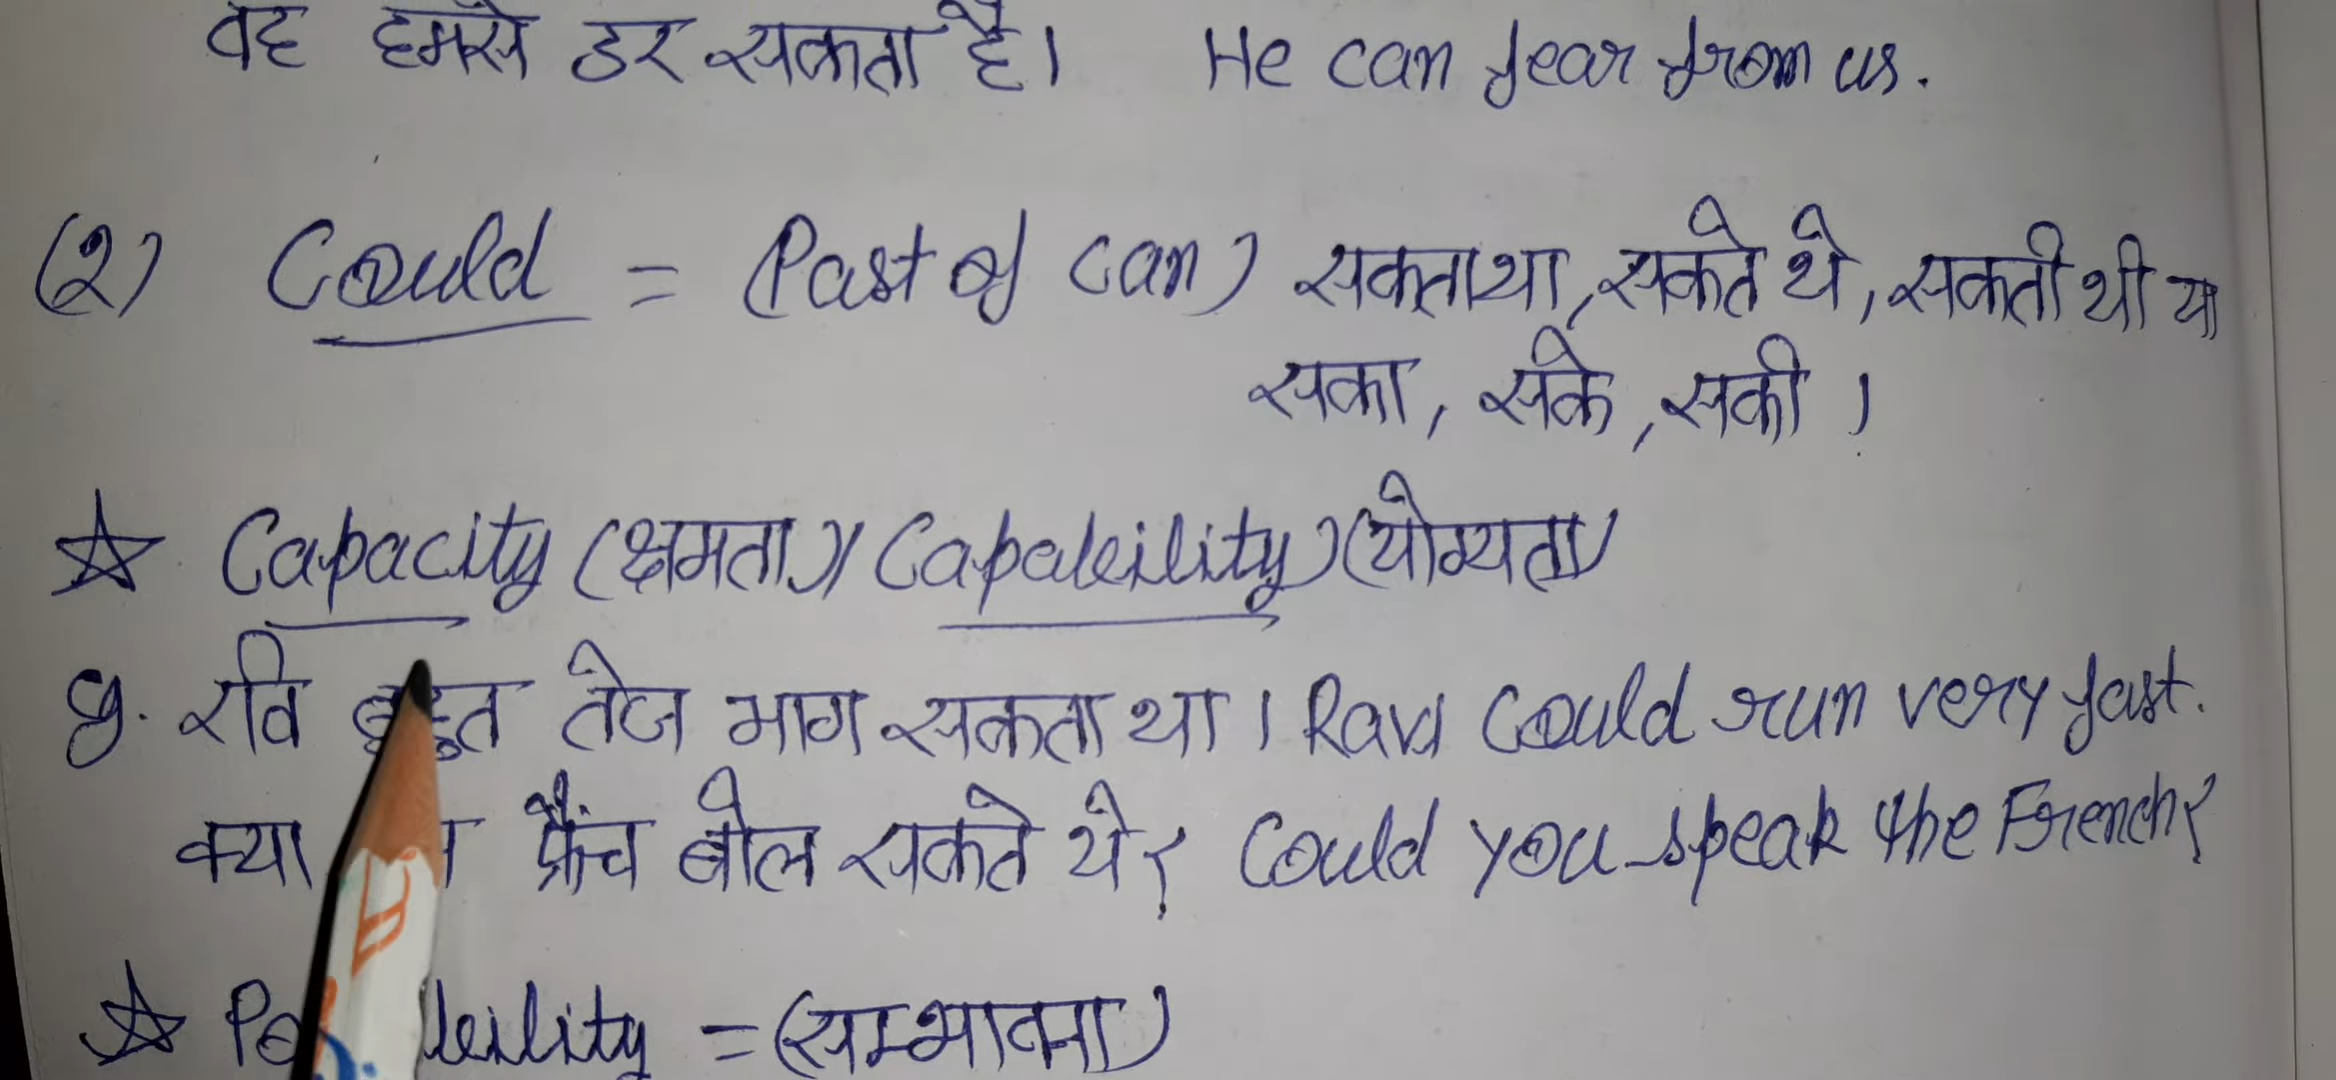 वह हमसे डर सकता है। He can fear from us.
(2) Could = (Past of can) सकता था, सकते थे, सकती थी या
सका, सके, सकी ।
☆ Capacity (क्षमता) / Capability) (योग्यता)
eg. रवि बहुत तेज भाग सकता था । Ravi could run very fast.
क्या फ्रैंच बोल सकते थे? Could you speak the French?
☆ = (सम्भावना)